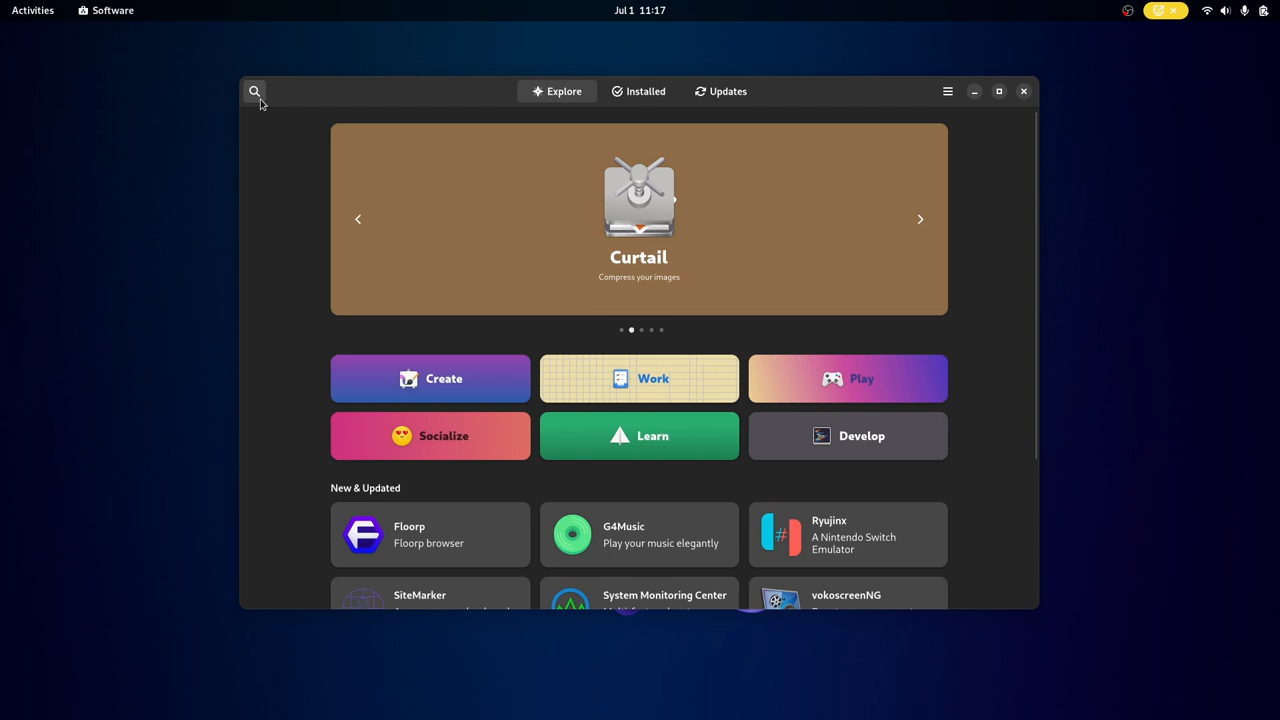 Activities
Software
Jul 1 11:17
Explore
Installed
Updates
Curtail
Compress your images
Create
Work
Play
Socialize
Learn
Develop
New & Updated
Floorp
Floorp browser
G4Music
Play your music elegantly
Ryujinx
A Nintendo Switch
Emulator
SiteMarker
System Monitoring Center
vokoscreenNG